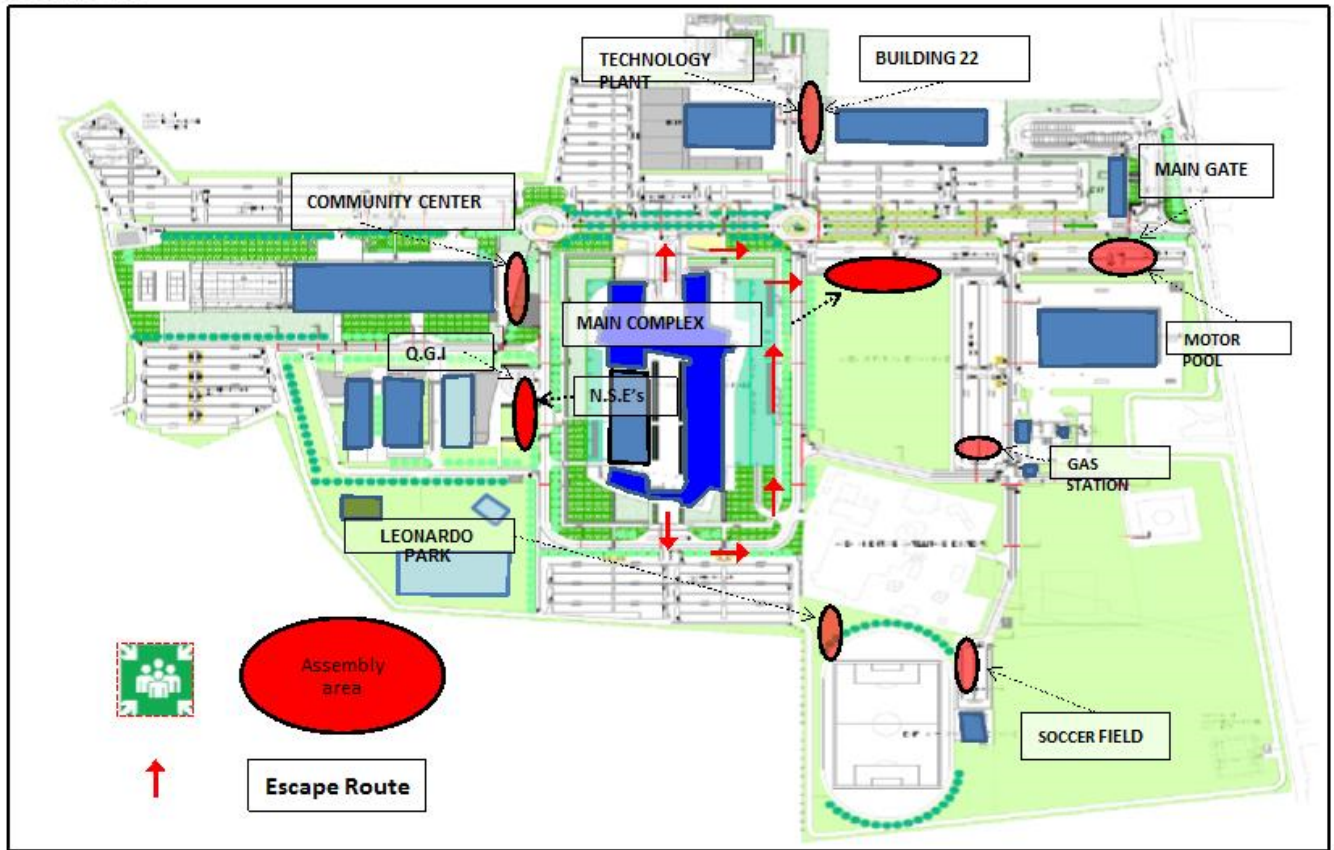 TECHNOLOGY
PLANT
BUILDING 22
MAIN GATE
COMMUNITY CENTER
MAIN COMPLEX
MOTOR
POOL
Q.G.I
N.S.E's
GAS
STATION
LEONARDO
PARK
Assembly
area
SOCCER FIELD
Escape Route